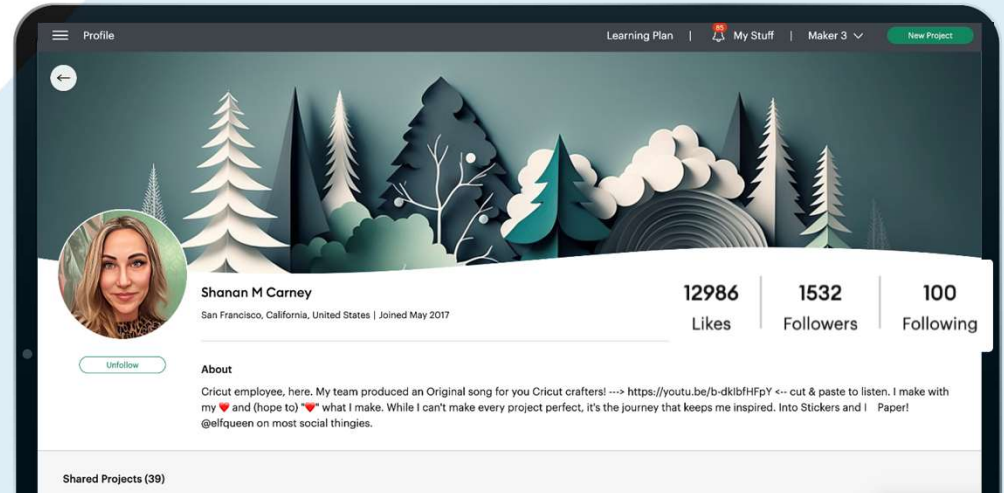 Profile
Learning Plan | 85 My Stuff | Maker 3 New Project
Shanan M Carney
San Francisco, California, United States | Joined May 2017
12986 1532 100
Likes Followers Following
Unfollow
About
Cricut employee, here. My team produced an Original song for you Cricut crafters! ---> https://youtu.be/b-dkIbfHFpY <-- cut & paste to listen. I make with
my ❤️ and (hope to) "❤️" what I make. While I can't make every project perfect, it's the journey that keeps me inspired. Into Stickers and I Paper!
@elfqueen on most social thingies.
Shared Projects (39)